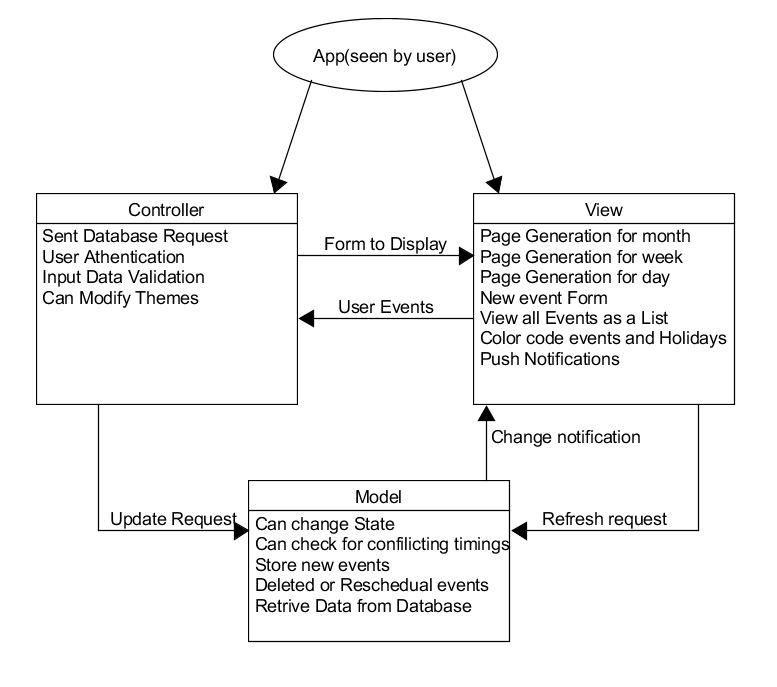 App(seen by user)
Controller
Sent Database Request
User Athentication
Input Data Validation
Can Modify Themes
Form to Display
User Events
View
Page Generation for month
Page Generation for week
Page Generation for day
New event Form
View all Events as a List
Color code events and Holidays
Push Notifications
Change notification
Update Request
Refresh request
Model
Can change State
Can check for confilicting timings
Store new events
Deleted or Reschedual events
Retrive Data from Database